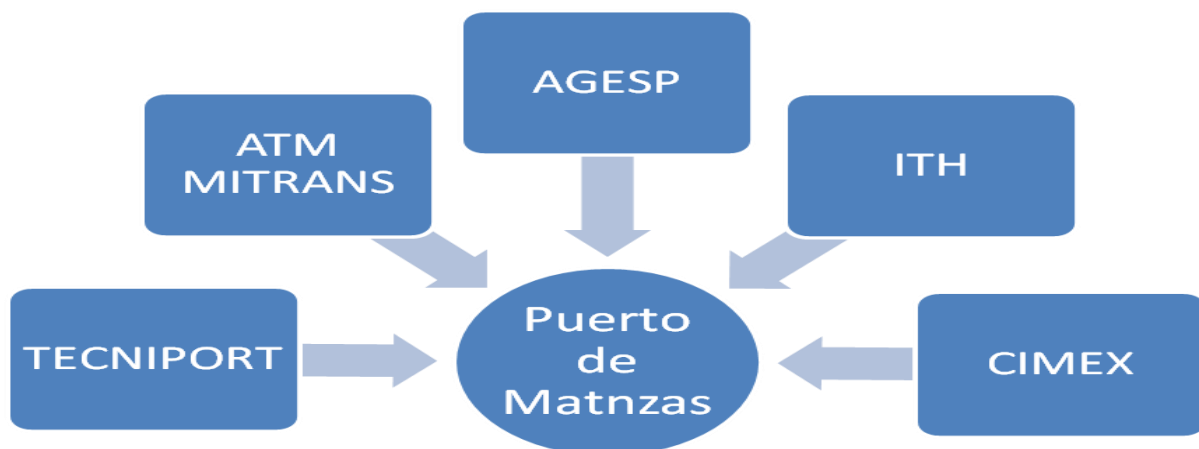 AGESP
ATM
MITRANS
ITH
TECNIPORT
Puerto
de
Matnzas
CIMEX